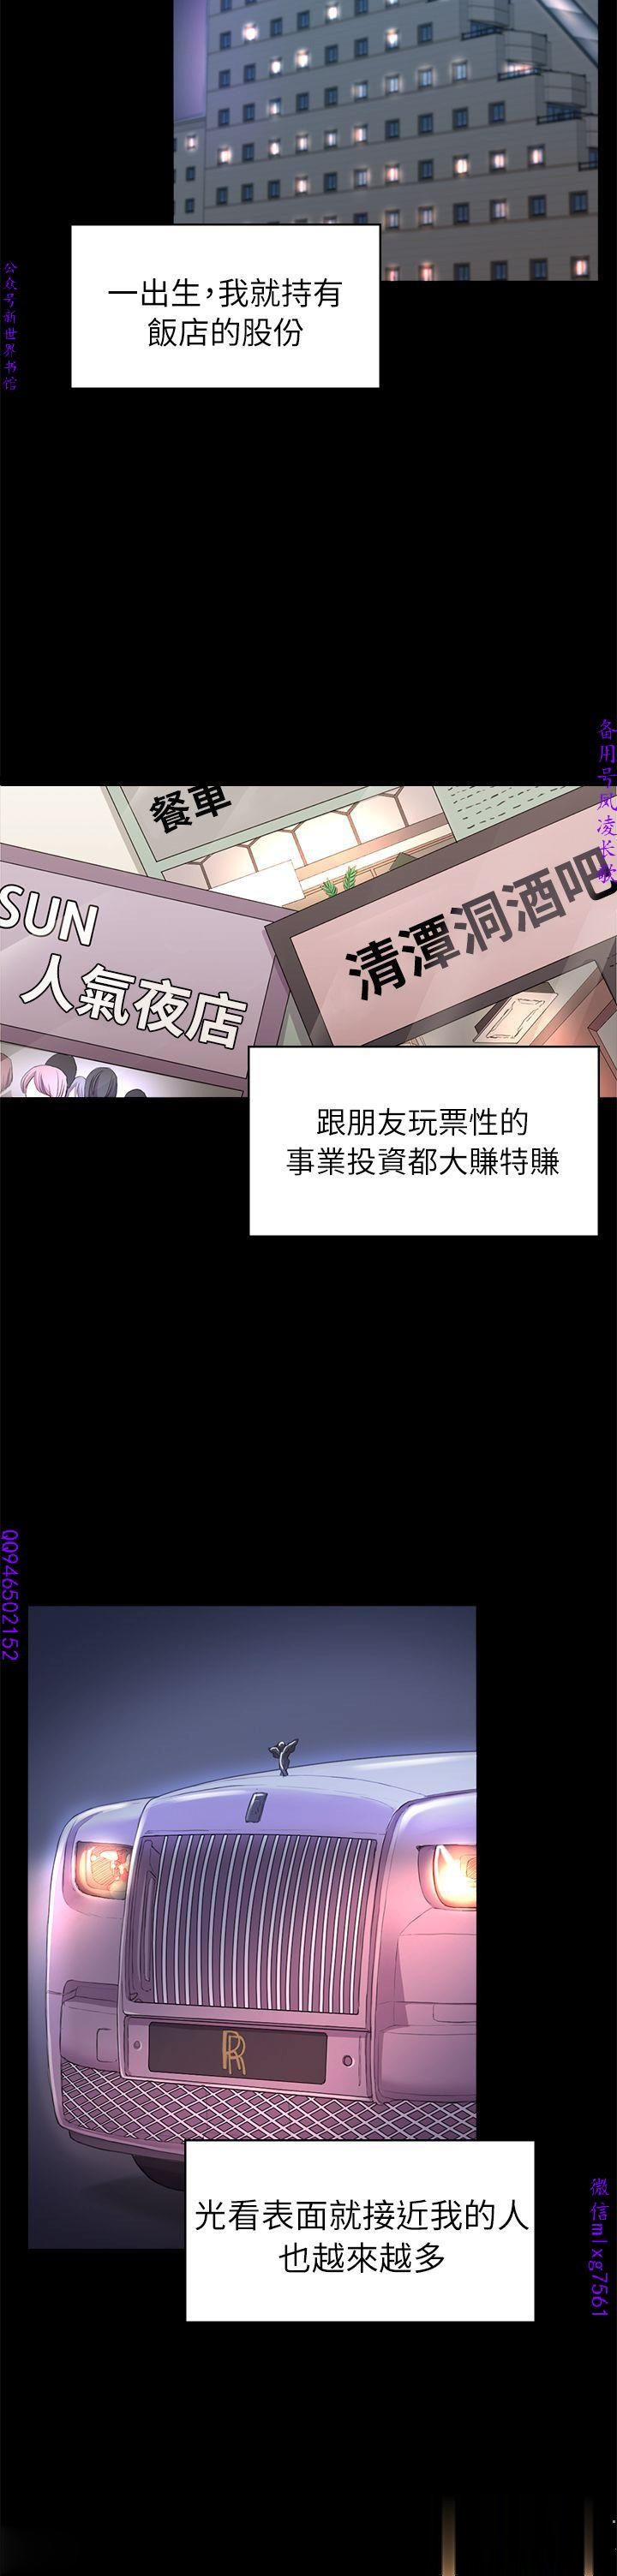 公众号新世界书馆
一出生，我就持有
飯店的股份
备用号凤凌长歌
餐車
SUN
人氣夜店
清潭洞酒吧
跟朋友玩票性的
事業投資都大賺特賺
QQ946502152
RR
光看表面就接近我的人
也越來越多
微信mlxg7561